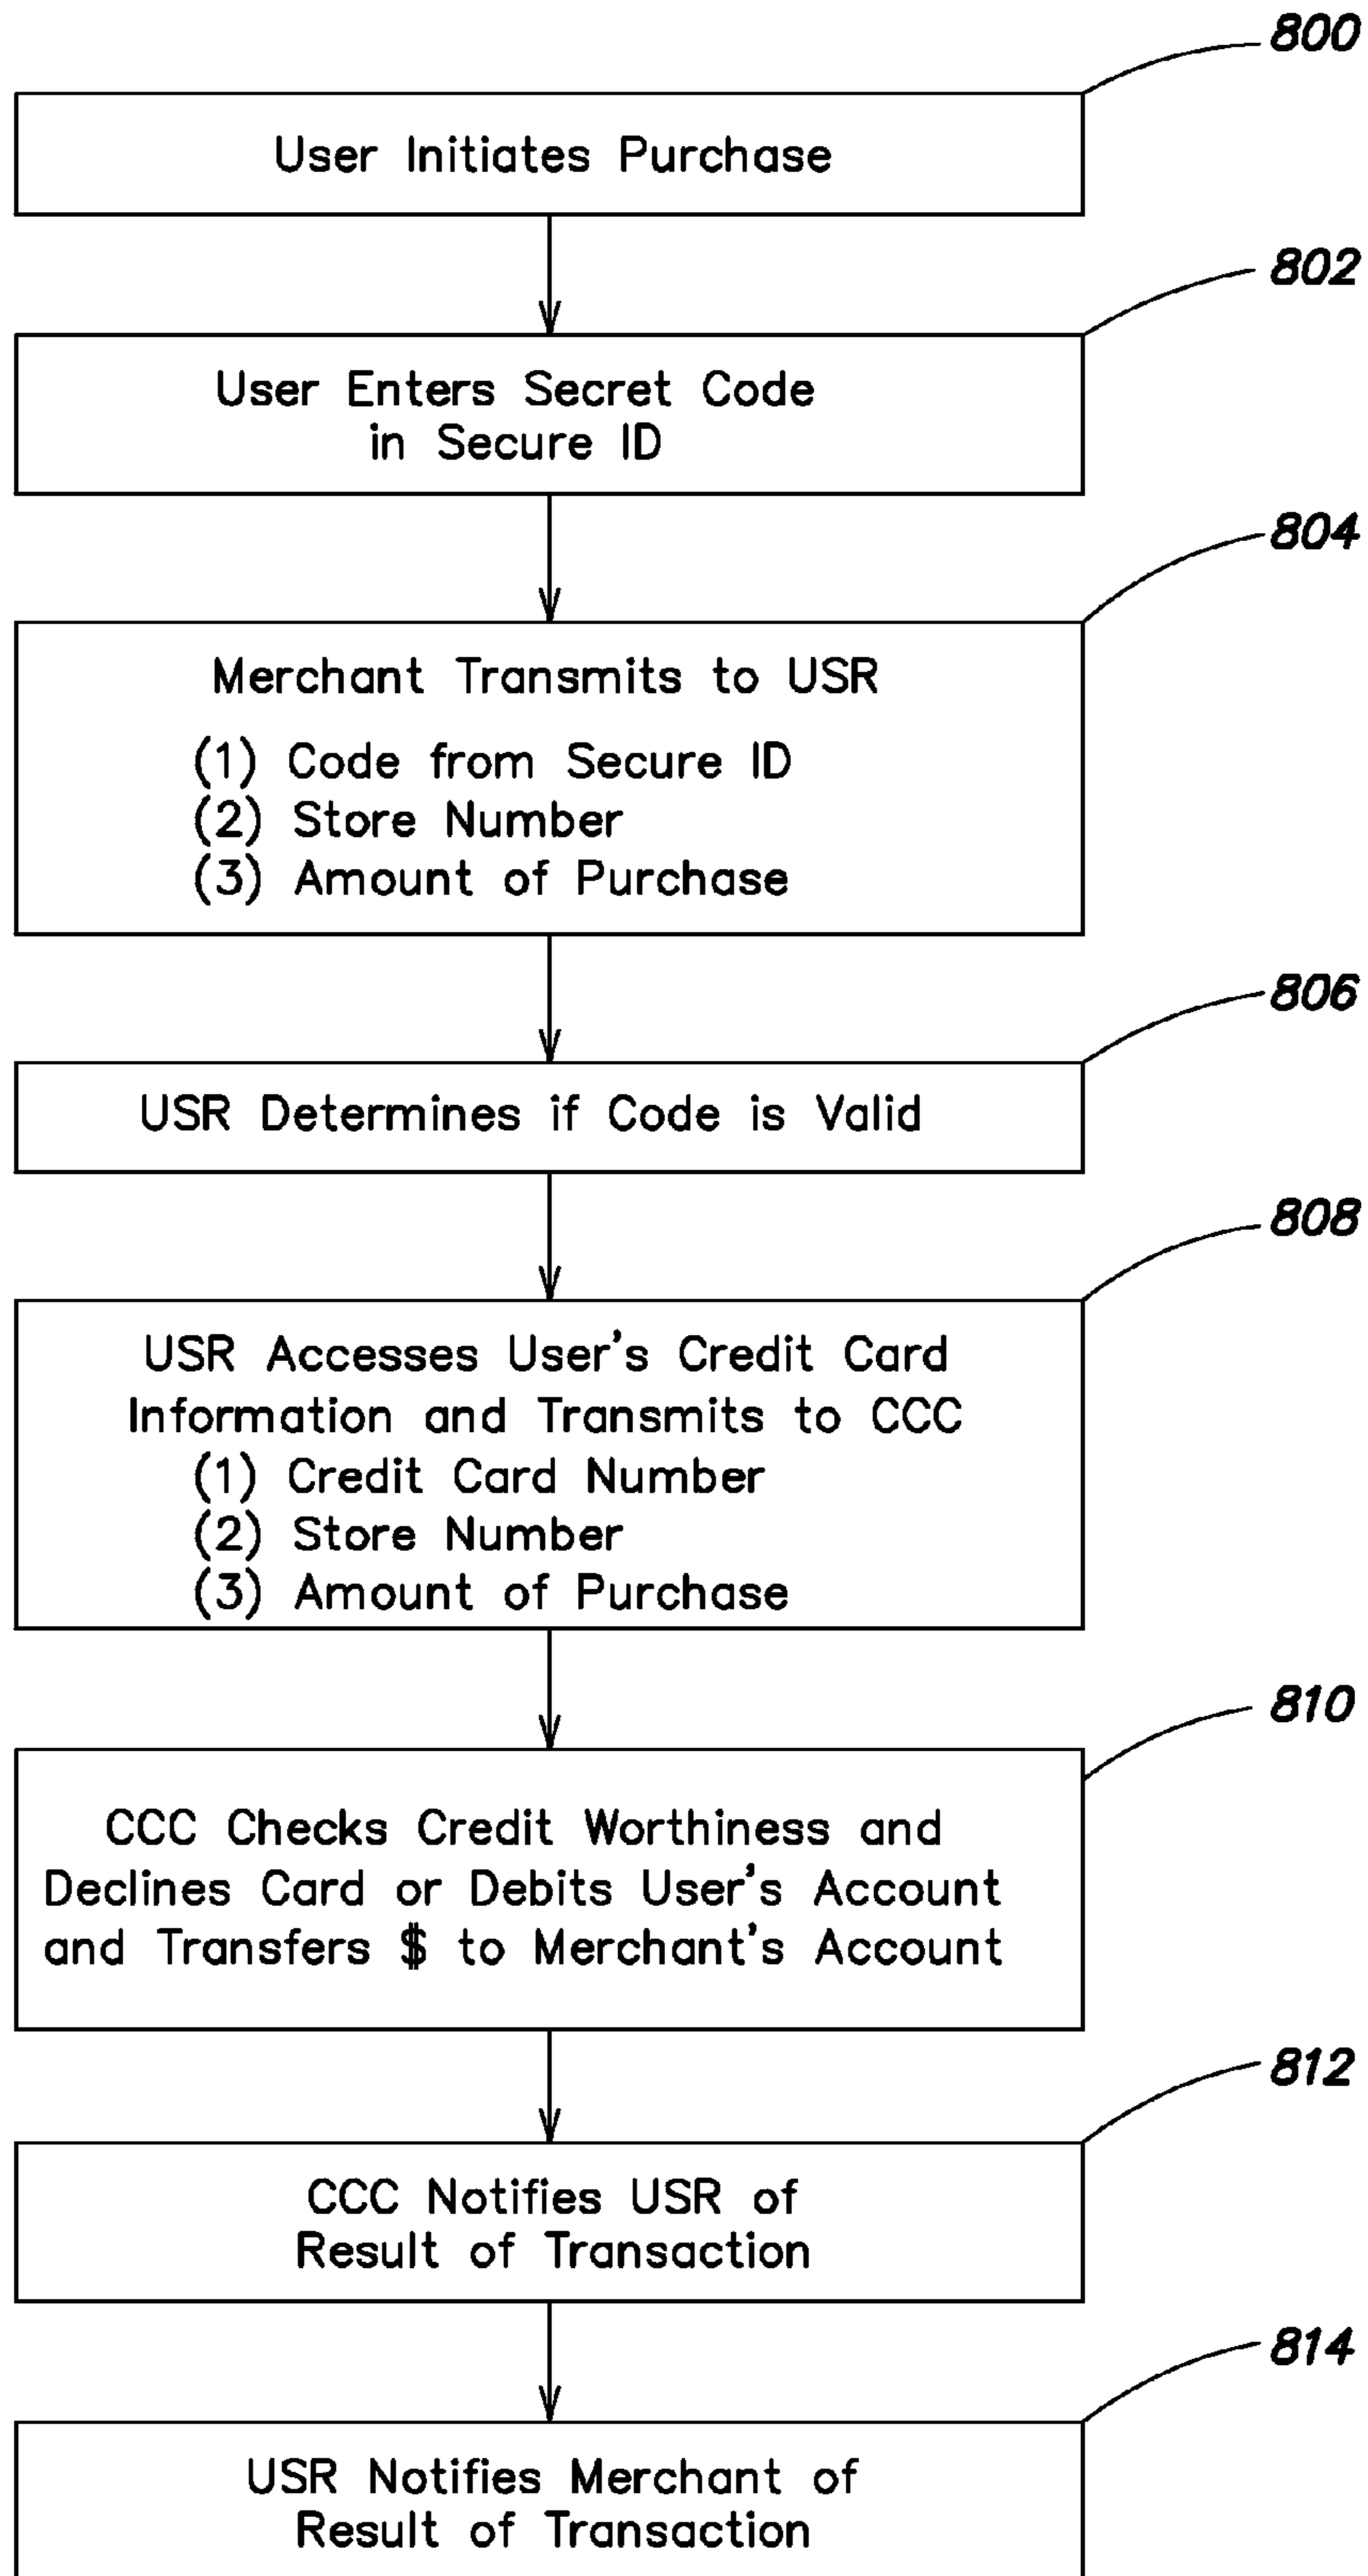 800
User Initiates Purchase
802
User Enters Secret Code
in Secure ID
804
Merchant Transmits to USR
(1) Code from Secure ID
(2) Store Number
(3) Amount of Purchase
806
USR Determines if Code is Valid
808
USR Accesses User's Credit Card
Information and Transmits to CCC
(1) Credit Card Number
(2) Store Number
(3) Amount of Purchase
810
CCC Checks Credit Worthiness and
Declines Card or Debits User's Account
and Transfers $ to Merchant's Account
812
CCC Notifies USR of
Result of Transaction
814
USR Notifies Merchant of
Result of Transaction